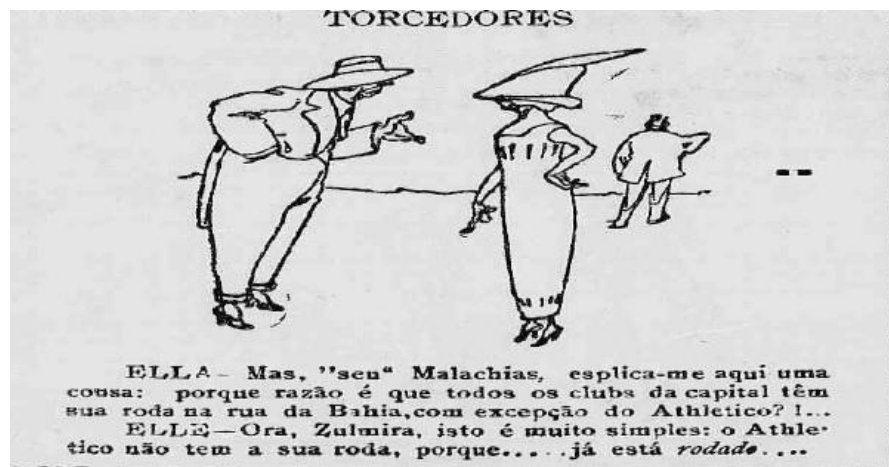 TORCEDORES
ELLA— Mas, "seu" Malachias, esplica-me aqui uma
cousa: porque razão é que todos os clubs da capital têm
sua roda na rua da Bahia, com excepção do Athletico? !...
ELLE—Ora, Zulmira, isto é muito simples: o Athle-
tico não tem a sua roda, porque.....já está rodado....